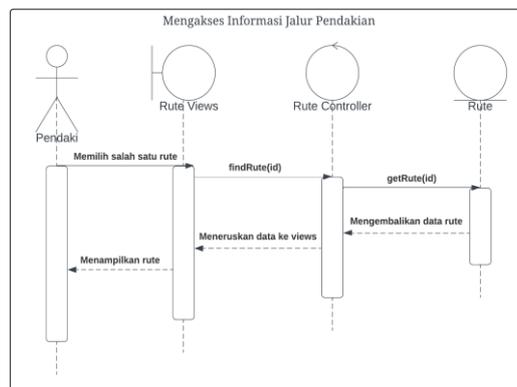 Mengakses Informasi Jalur Pendakian
Pendaki
Rute Views
Rute Controller
Rute
Memilih salah satu rute
findRute(id)
getRute(id)
Mengembalikan data rute
Meneruskan data ke views
Menampilkan rute